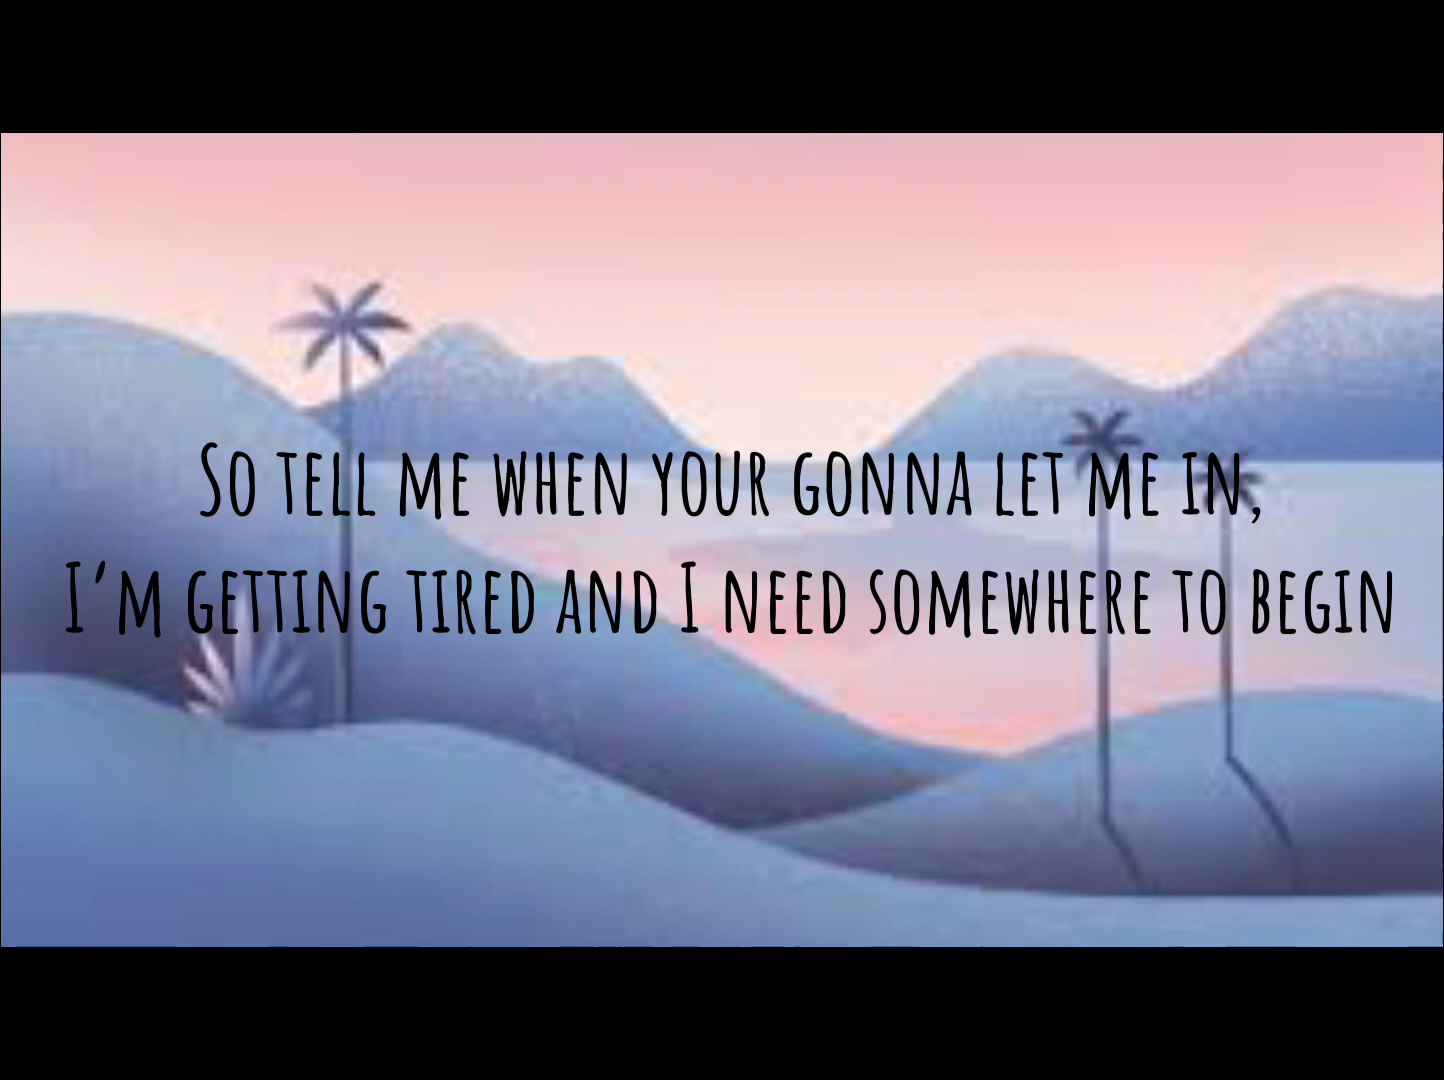 So tell me when your gonna let me in,
I'm getting tired and I need somewhere to begin